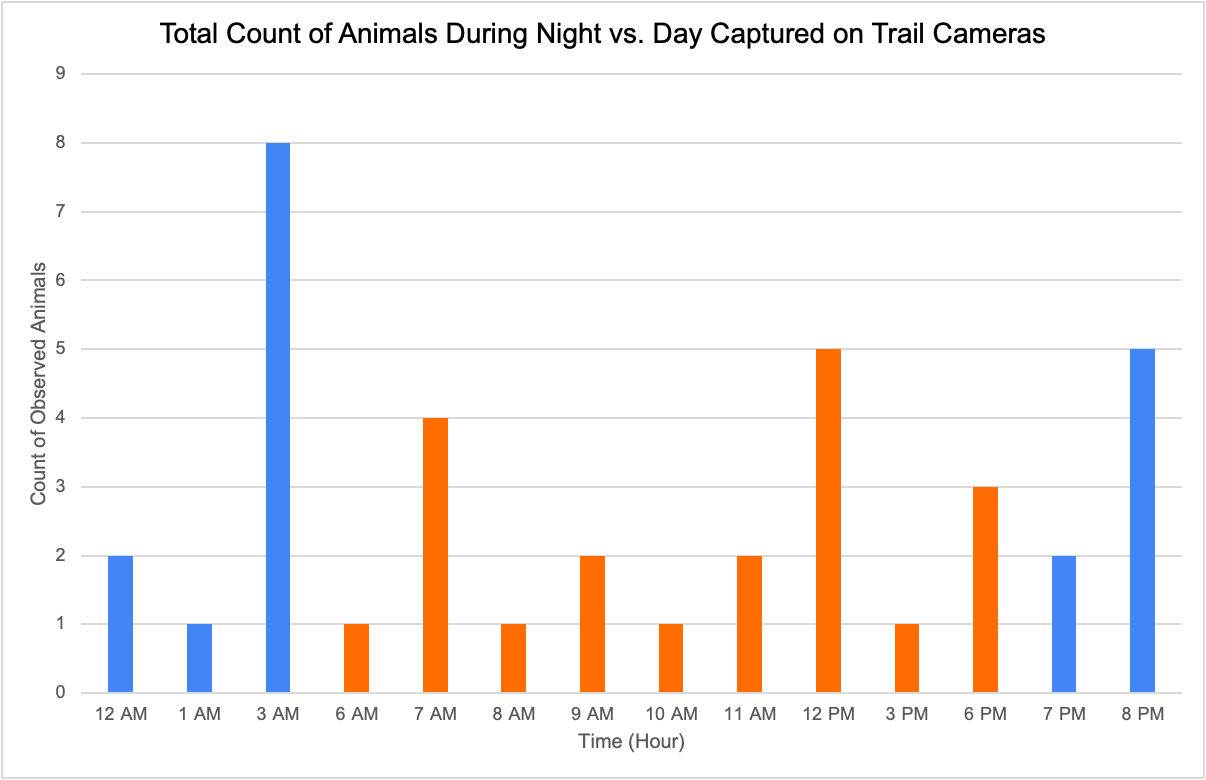 Total Count of Animals During Night vs. Day Captured on Trail Cameras
9
8
7
6
5
4
3
2
1
0
Count of Observed Animals
12 AM 1 AM 3 AM 6 AM 7 AM 8 AM 9 AM 10 AM 11 AM 12 PM 3 PM 6 PM 7 PM 8 PM
Time (Hour)